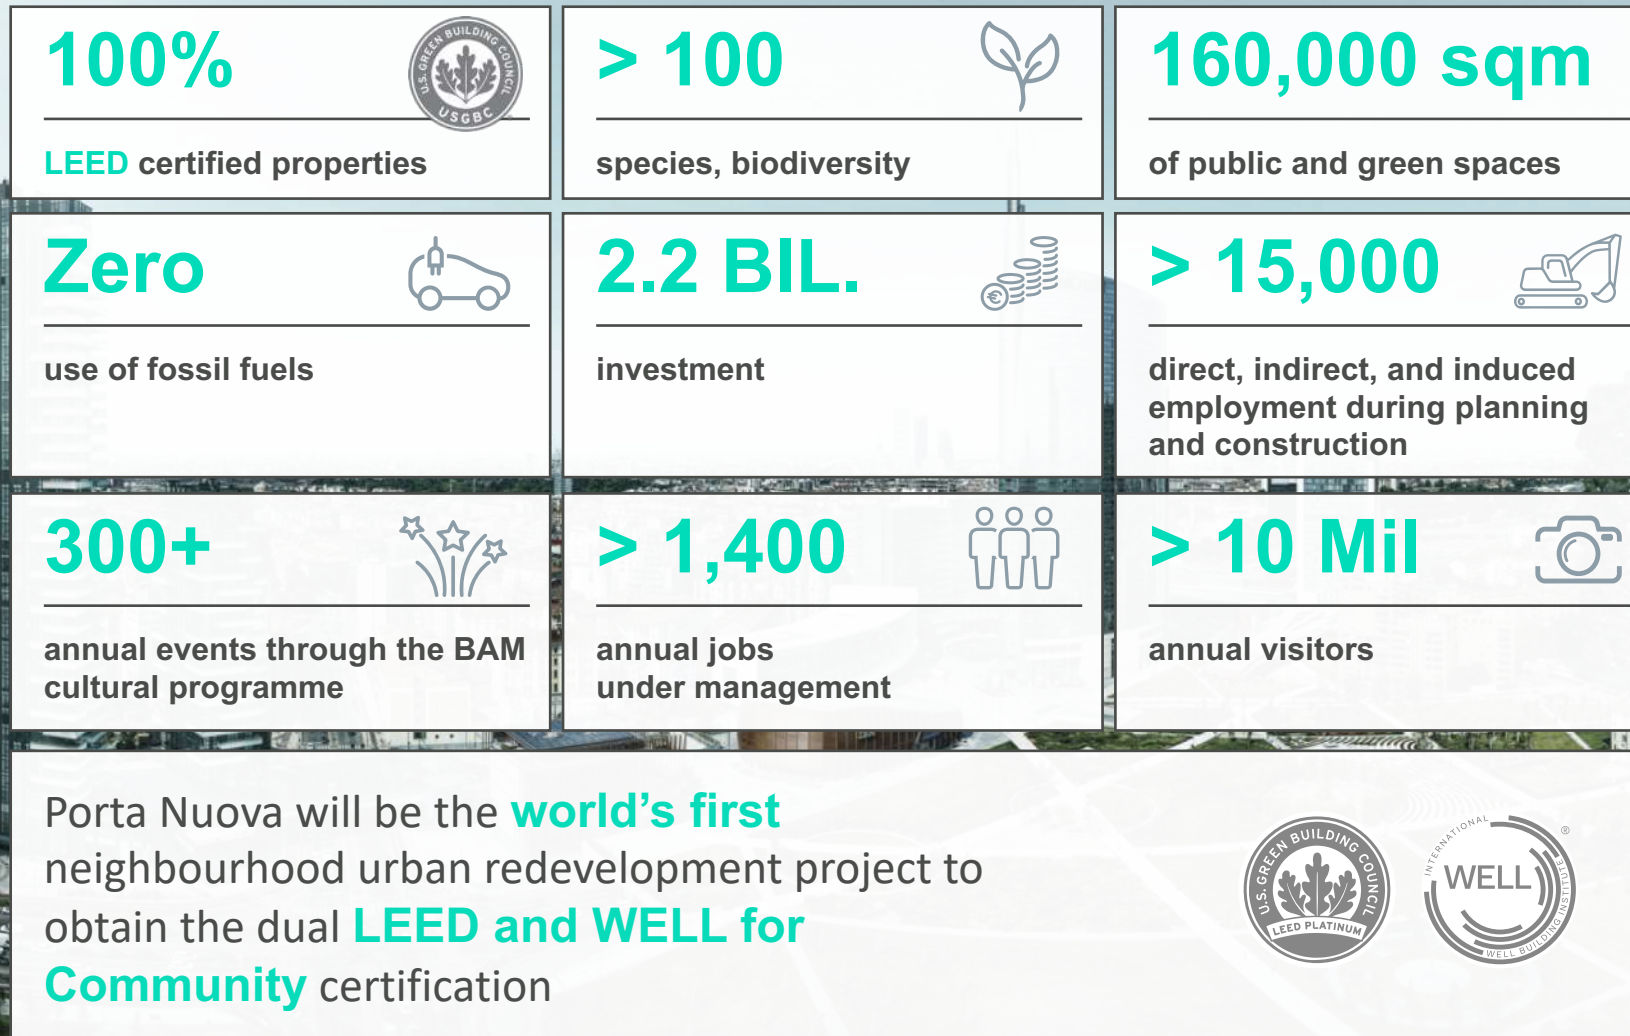 100%
U.S. GREEN BUILDING COUNCIL
USGBC
LEED certified properties
> 100
species, biodiversity
160,000 sqm
of public and green spaces
Zero
use of fossil fuels
2.2 BIL.
€
investment
> 15,000
direct, indirect, and induced
employment during planning
and construction
300+
annual events through the BAM
cultural programme
> 1,400
annual jobs
under management
> 10 Mil
annual visitors
Porta Nuova will be the world’s first
neighbourhood urban redevelopment project to
obtain the dual LEED and WELL for
Community certification
U.S. GREEN BUILDING COUNCIL
LEED PLATINUM
INTERNATIONAL
WELL
WELL BUILDING INSTITUTE
®